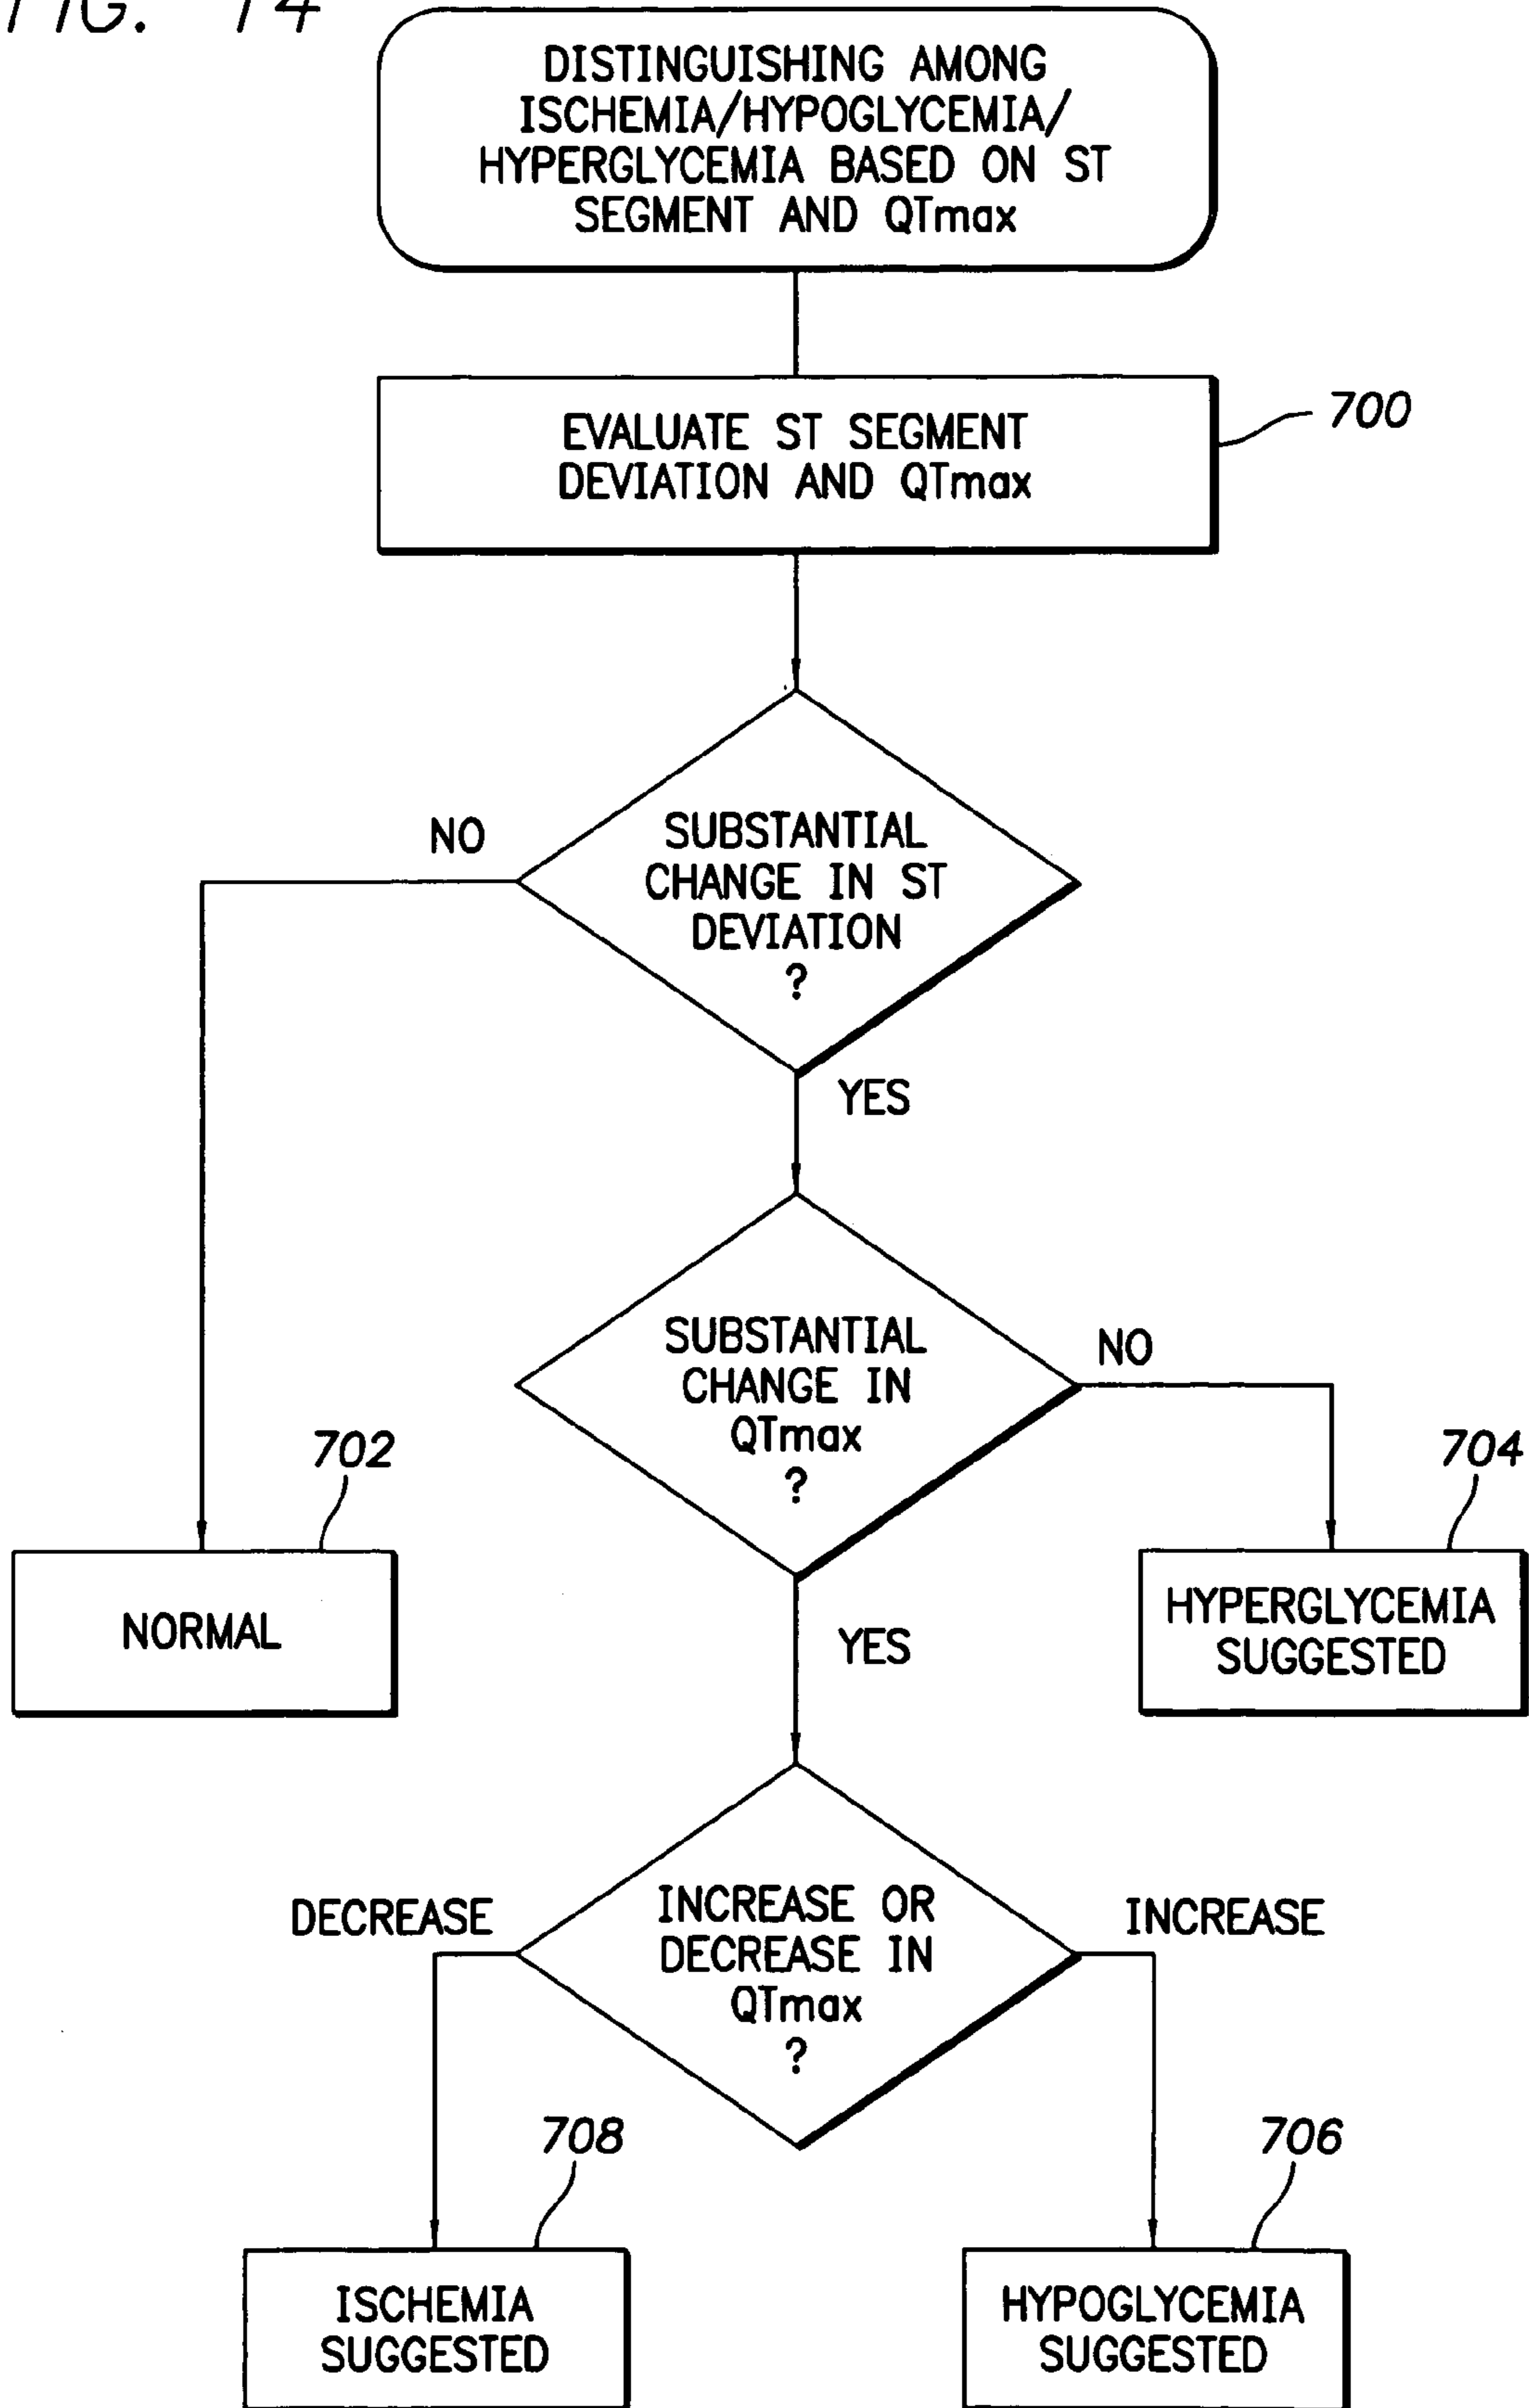 FIG. 14
DISTINGUISHING AMONG
ISCHEMIA/HYPOGLYCEMIA/
HYPERGLYCEMIA BASED ON ST
SEGMENT AND QTmax
EVALUATE ST SEGMENT
DEVIATION AND QTmax
700
SUBSTANTIAL
CHANGE IN ST
DEVIATION
?
NO
YES
SUBSTANTIAL
CHANGE IN
QTmax
?
NO
YES
702
NORMAL
704
HYPERGLYCEMIA
SUGGESTED
INCREASE OR
DECREASE IN
QTmax
?
DECREASE
INCREASE
708
ISCHEMIA
SUGGESTED
706
HYPOGLYCEMIA
SUGGESTED